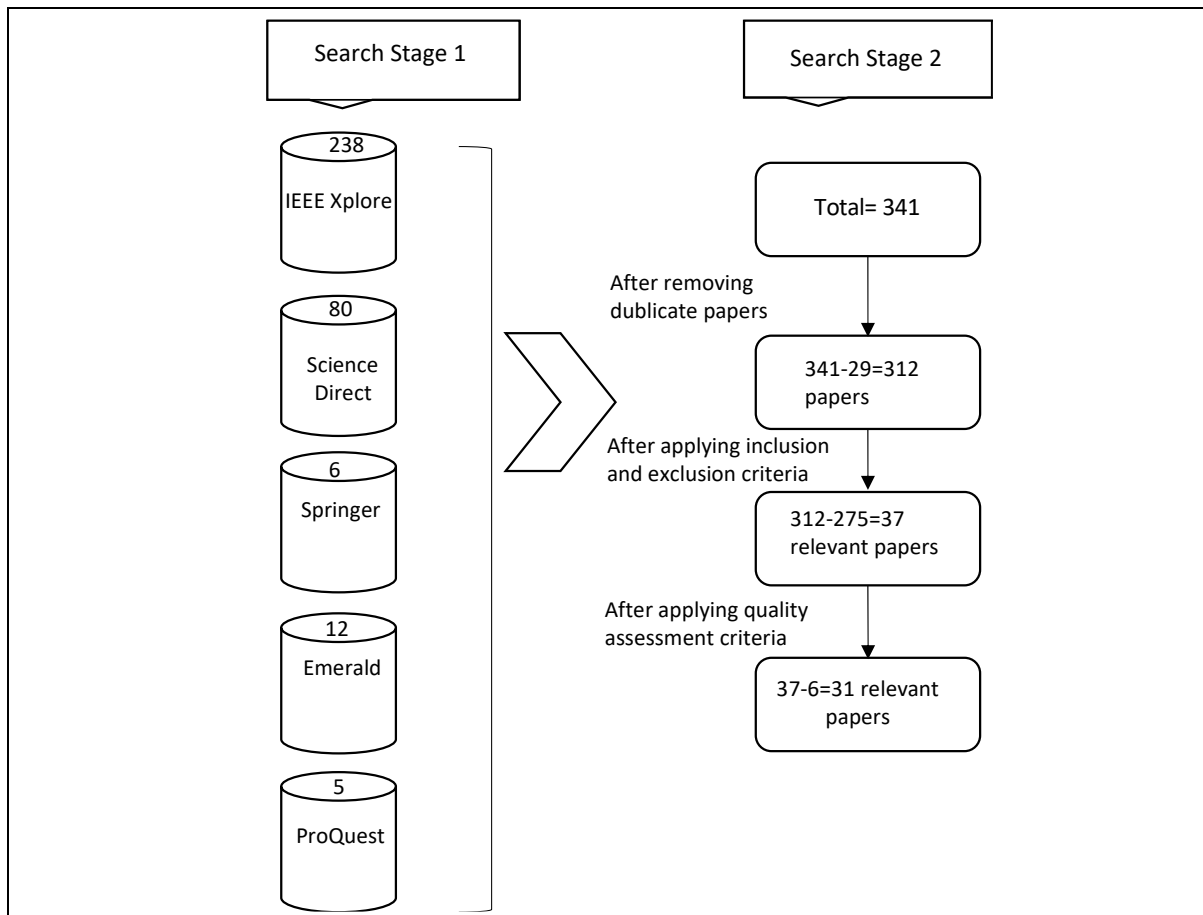 Search Stage 1
238
IEEE Xplore
80
Science
Direct
6
Springer
12
Emerald
5
ProQuest
Search Stage 2
Total= 341
After removing
dublicate papers
341-29=312
papers
After applying inclusion
and exclusion criteria
312-275=37
relevant papers
After applying quality
assessment criteria
37-6=31 relevant
papers